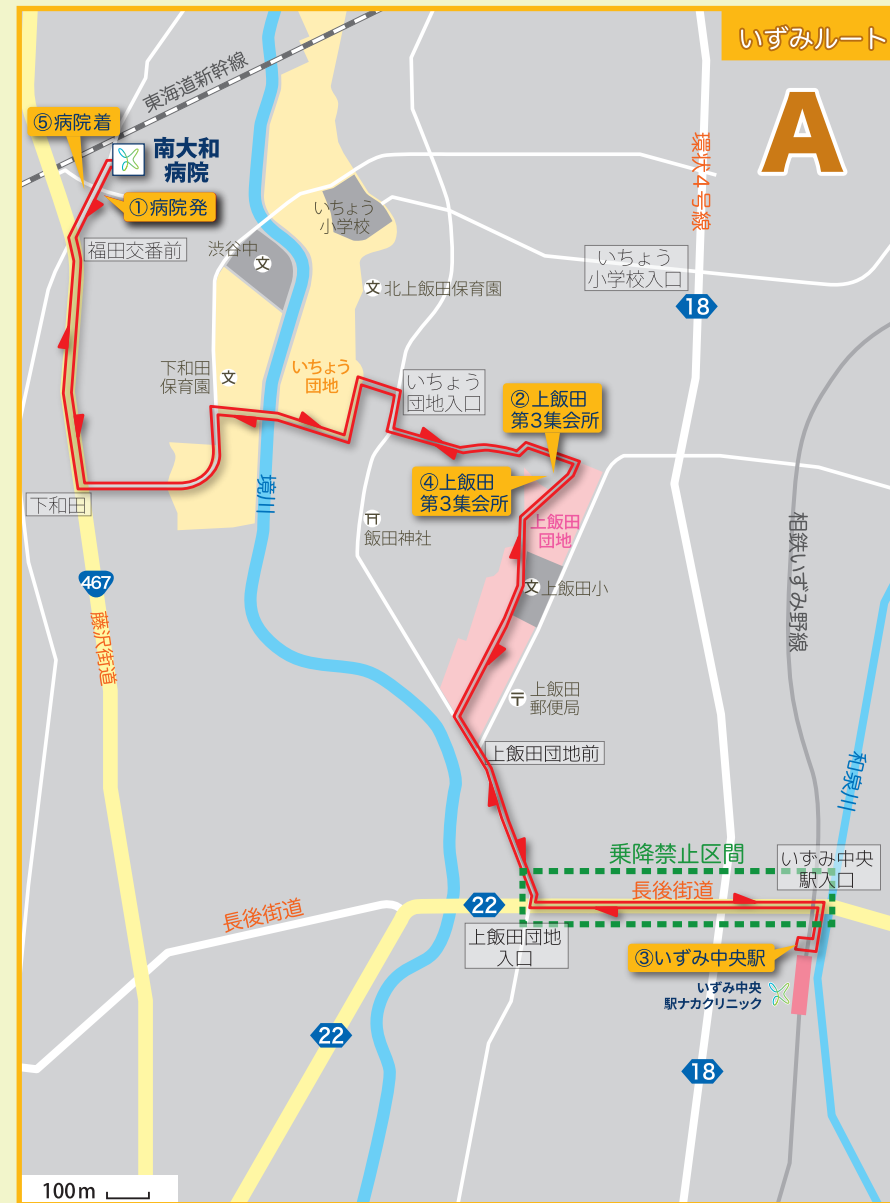 いずみルート
A
東海道新幹線
⑤病院着
南大和
病院
①病院発
福田交番前
渋谷中
文
いちょう
小学校
環状4号線
いちょう
小学校入口
18
文
北上飯田保育園
下和田
保育園
文
いちょう
団地
いちょう
団地入口
②上飯田
第3集会所
④上飯田
第3集会所
下和田
境川
飯田神社
上飯田
団地
相鉄いずみ野線
467
藤沢街道
文
上飯田小
〒
上飯田
郵便局
上飯田団地前
和泉川
乗降禁止区間
いずみ中央
駅入口
長後街道
22
長後街道
上飯田団地
入口
③いずみ中央駅
いずみ中央
駅ナカクリニック
22
18
100m